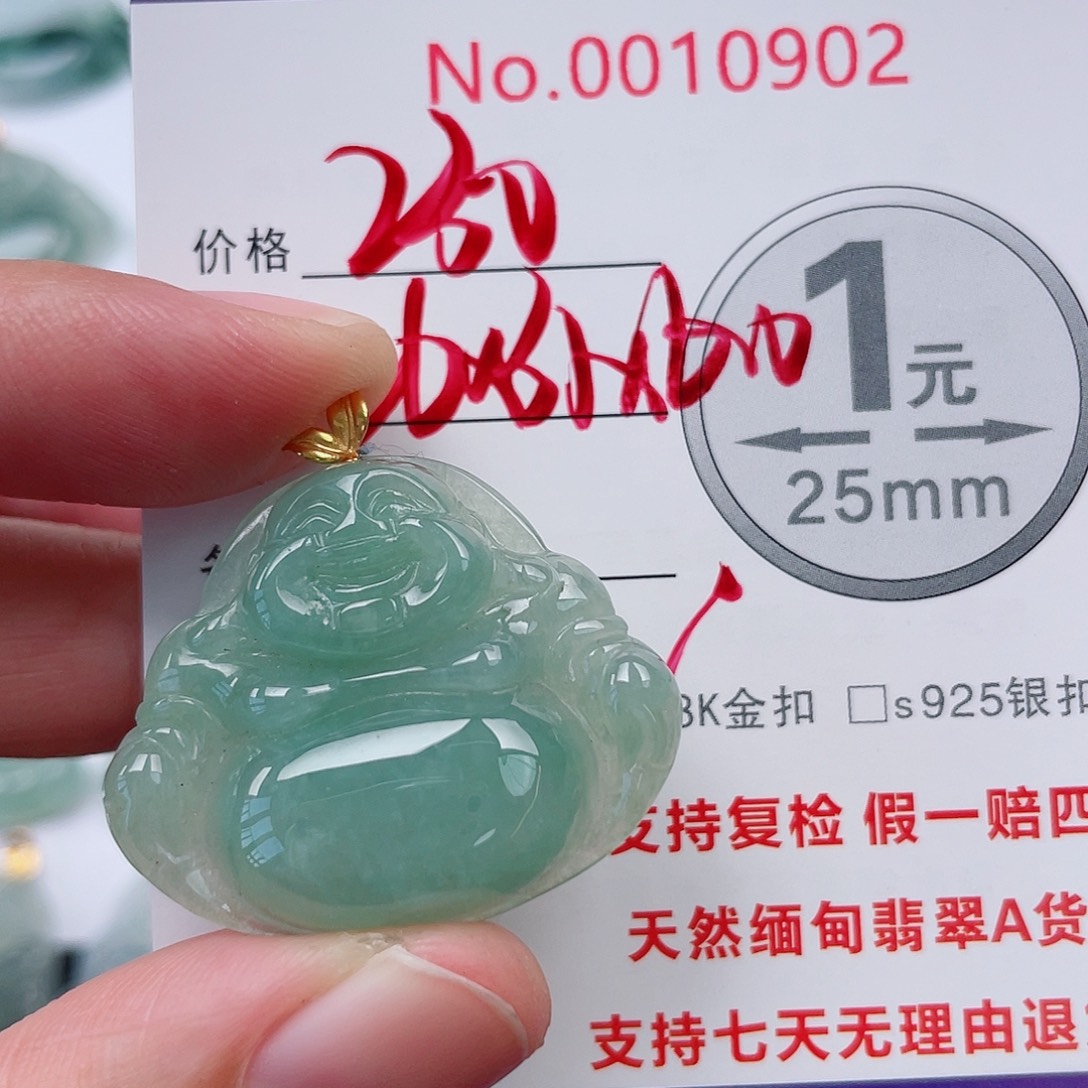 No.0010902
价格 280
1元
25mm
8K金扣 □s925银扣
支持复检 假一赔四
天然缅甸翡翠A货
支持七天无理由退